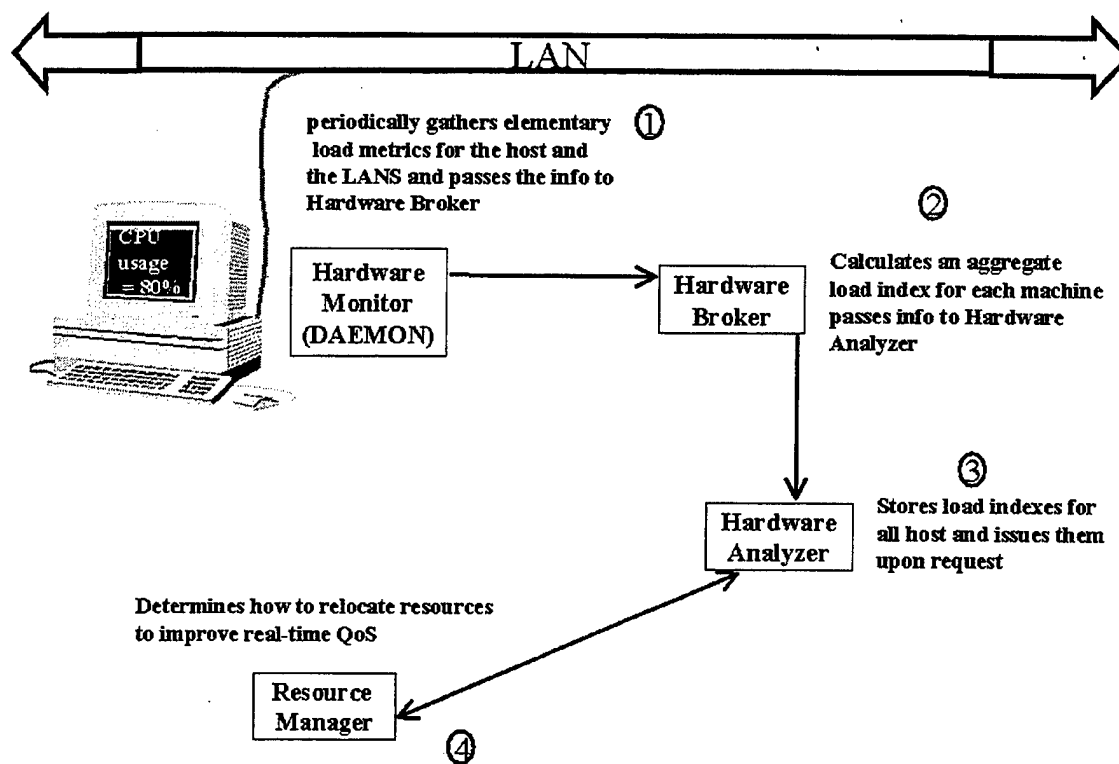 LAN
periodically gathers elementary
load metrics for the host and
the LANS and passes the info to
Hardware Broker
1
CPU
usage
= 80%
Hardware
Monitor
(DAEMON)
Hardware
Broker
2
Calculates an aggregate
load index for each machine
passes info to Hardware
Analyzer
3
Hardware
Analyzer
Stores load indexes for
all host and issues them
upon request
Determines how to relocate resources
to improve real-time QoS
Resource
Manager
4